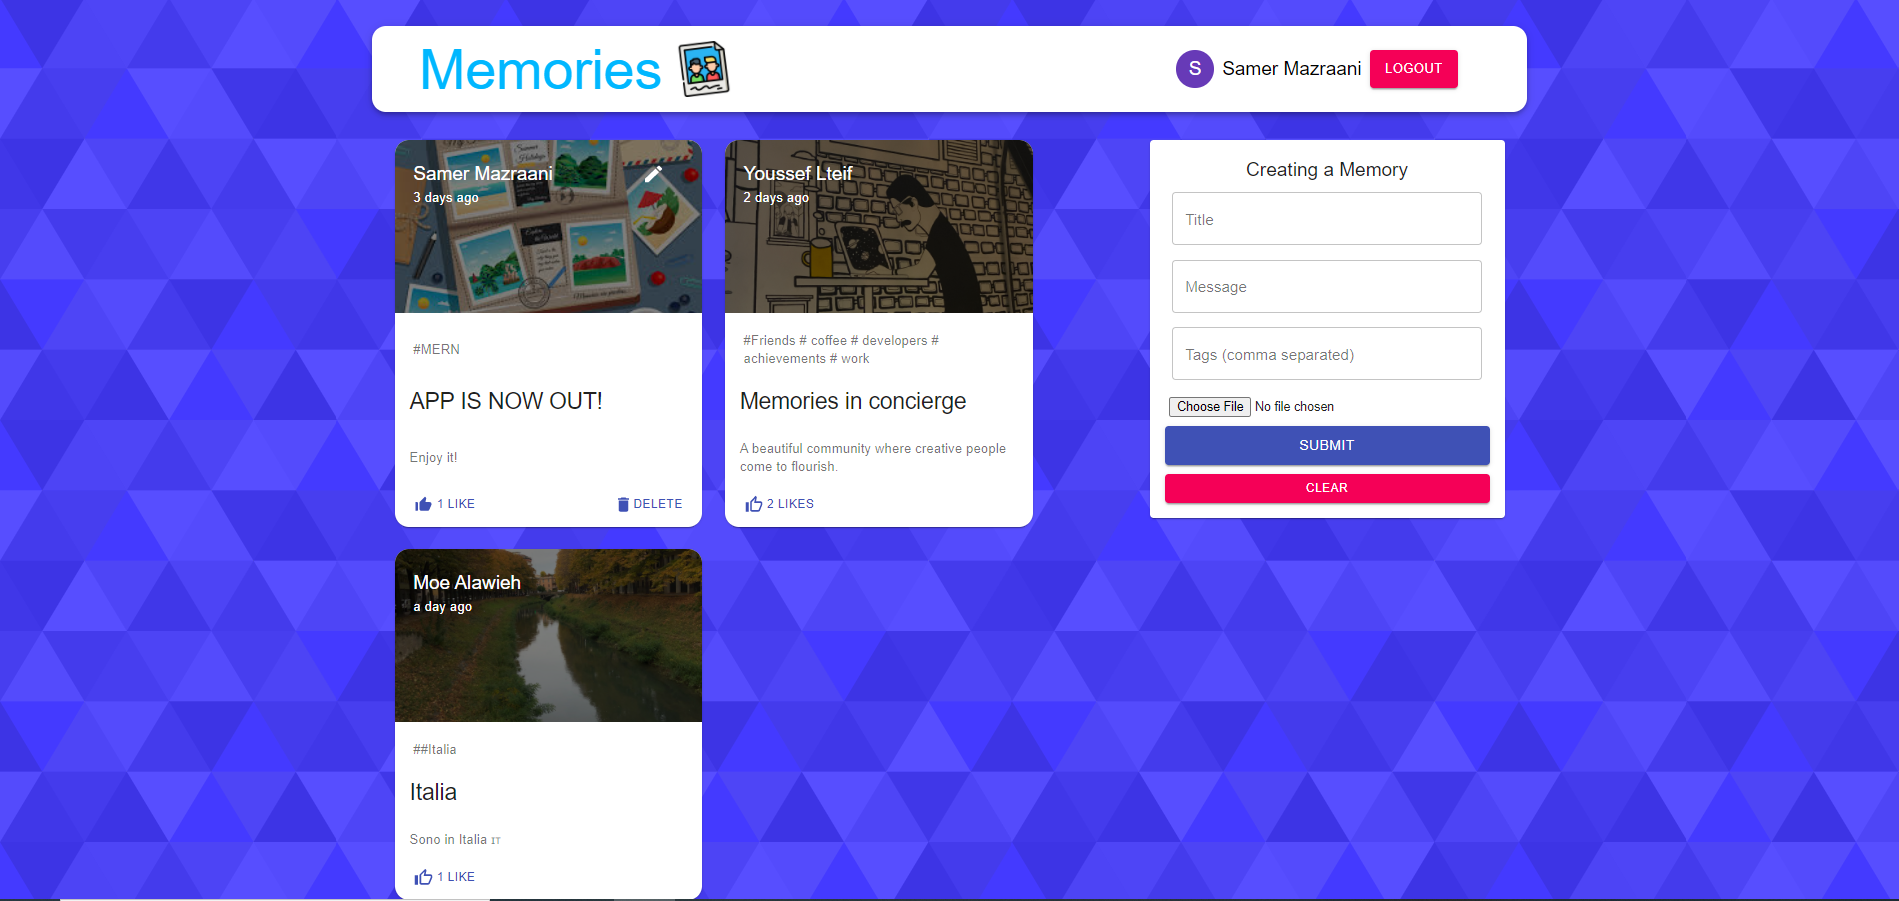 Memories
S Samer Mazraani LOGOUT
Samer Mazraani
3 days ago
Summer
Holidays
#MERN
APP IS NOW OUT!
Enjoy it!
1 LIKE DELETE
Youssef Lteif
2 days ago
#Friends # coffee # developers #
achievements # work
Memories in concierge
A beautiful community where creative people
come to flourish.
2 LIKES
Moe Alawieh
a day ago
##Italia
Italia
Sono in Italia IT
1 LIKE
Creating a Memory
Title
Message
Tags (comma separated)
Choose File No file chosen
SUBMIT
CLEAR